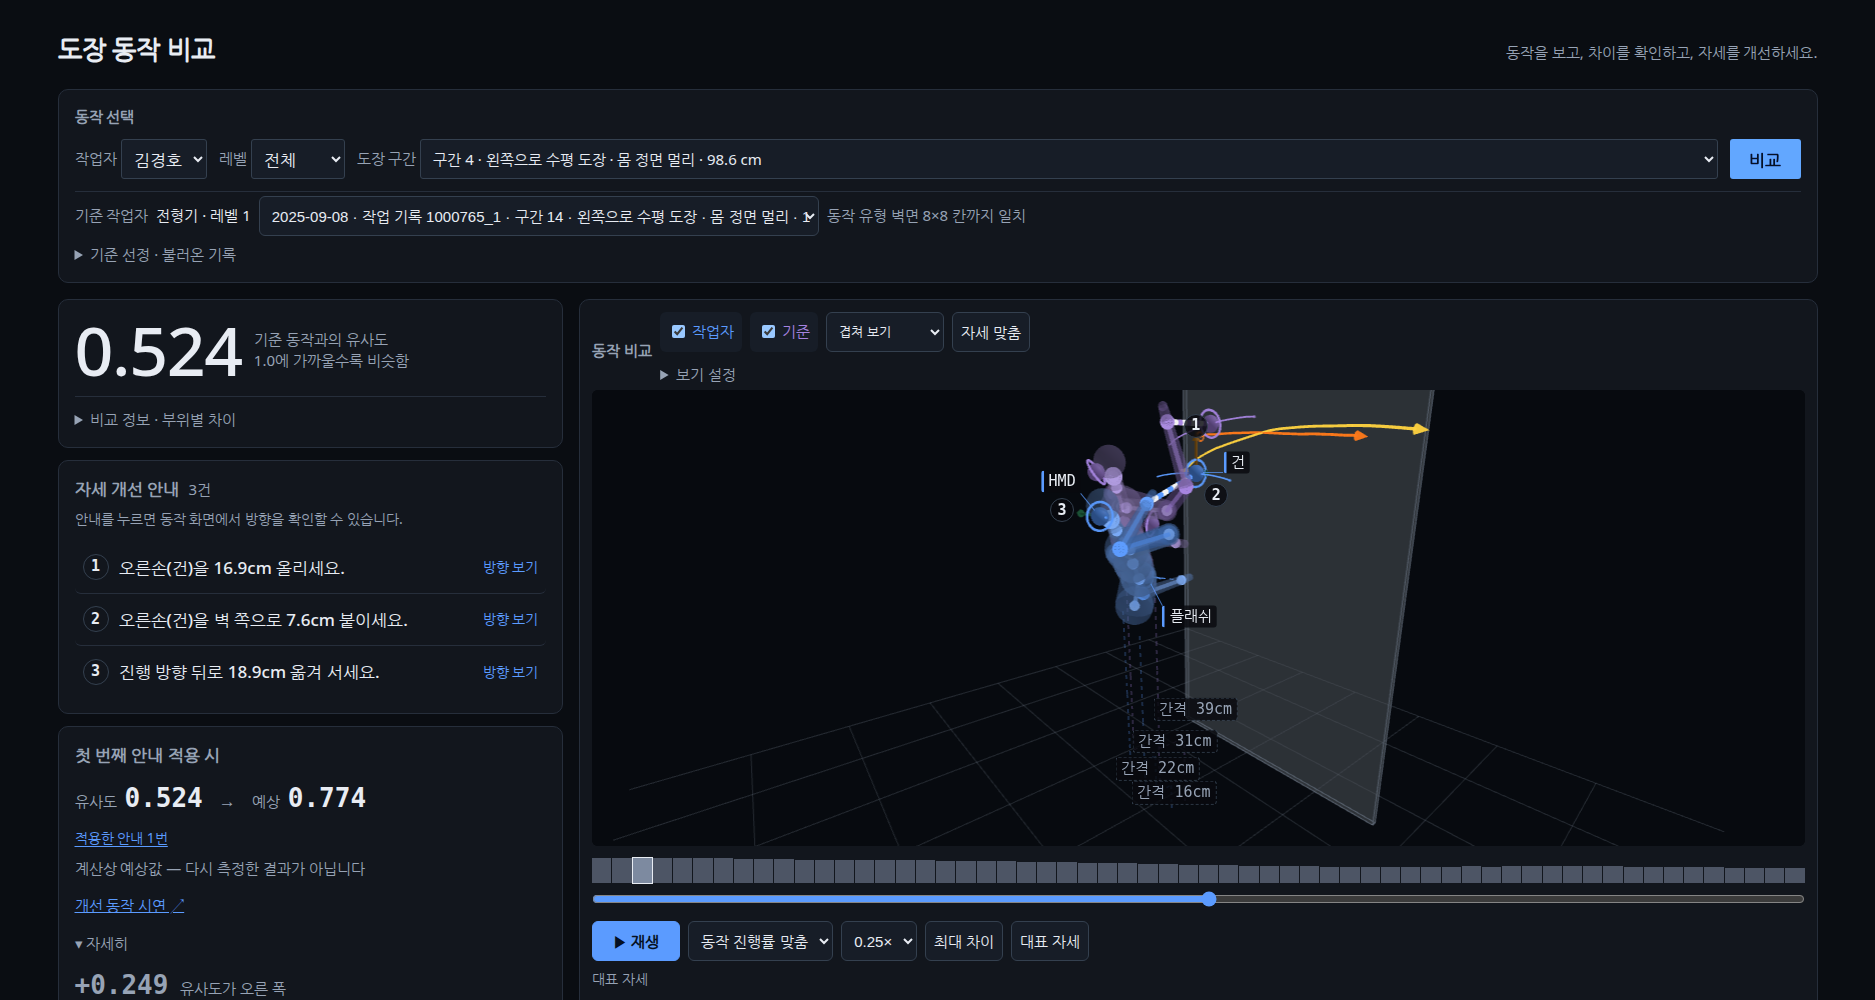 도장 동작 비교
동작을 보고, 차이를 확인하고, 자세를 개선하세요.
동작 선택
작업자 김경호 레벨 전체 도장 구간 구간 4 · 왼쪽으로 수평 도장 · 몸 정면 멀리 · 98.6 cm 비교
기준 작업자 전형기 · 레벨 1 2025-09-08 · 작업 기록 1000765_1 · 구간 14 · 왼쪽으로 수평 도장 · 몸 정면 멀리 · 1 동작 유형 벽면 8×8 칸까지 일치
▶ 기준 선정 · 불러온 기록
0.524 기준 동작과의 유사도
1.0에 가까울수록 비슷함
▶ 비교 정보 · 부위별 차이
자세 개선 안내 3건
안내를 누르면 동작 화면에서 방향을 확인할 수 있습니다.
1 오른손(건)을 16.9cm 올리세요. 방향 보기
2 오른손(건)을 벽 쪽으로 7.6cm 붙이세요. 방향 보기
3 진행 방향 뒤로 18.9cm 옮겨 서세요. 방향 보기
첫 번째 안내 적용 시
유사도 0.524 → 예상 0.774
적용한 안내 1번
계산상 예상값 — 다시 측정한 결과가 아닙니다
개선 동작 시연 ↗
▾ 자세히
+0.249 유사도가 오른 폭
동작 비교 작업자 기준 겹쳐 보기 자세 맞춤
▶ 보기 설정
1
건
HMD
2
3
플래쉬
간격 39cm
간격 31cm
간격 22cm
간격 16cm
▶ 재생 동작 진행률 맞춤 0.25× 최대 차이 대표 자세
대표 자세